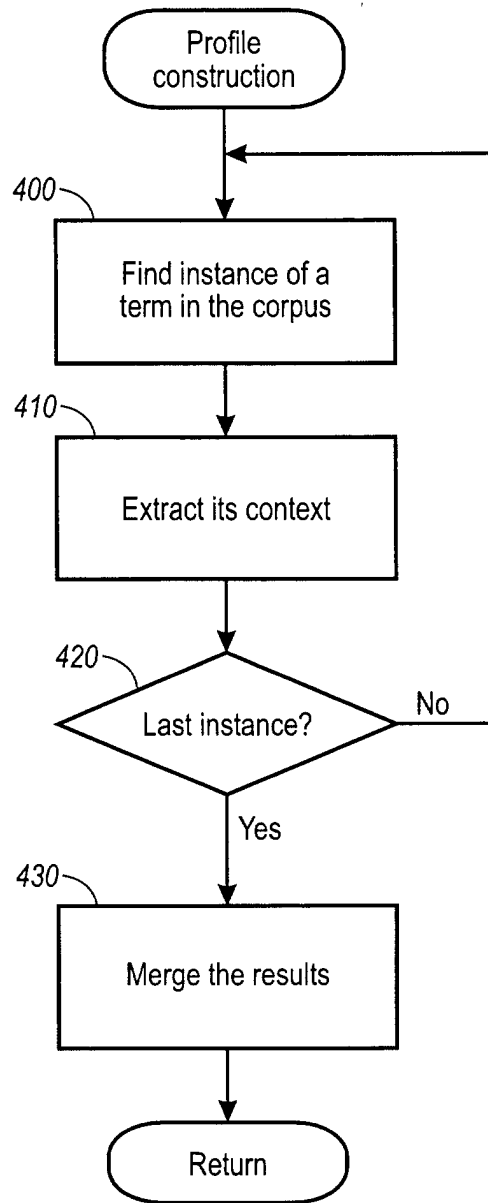 Profile
construction
400
Find instance of a
term in the corpus
410
Extract its context
420
Last instance?
No
Yes
430
Merge the results
Return